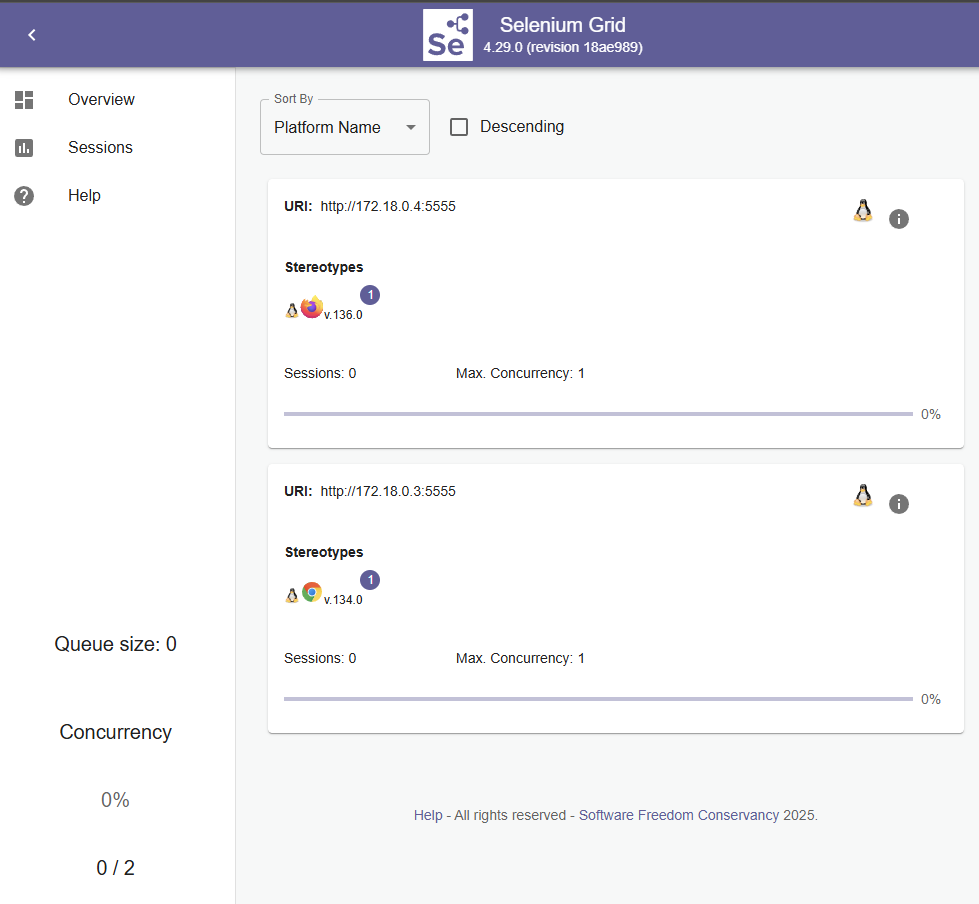 Se
Selenium Grid
4.29.0 (revision 18ae989)
Overview
Sessions
Help
Queue size: 0
Concurrency
0%
0 / 2
Sort By
Platform Name
Descending
URI: http://172.18.0.4:5555
Stereotypes
1
v.136.0
Sessions: 0 Max. Concurrency: 1
0%
URI: http://172.18.0.3:5555
Stereotypes
1
v.134.0
Sessions: 0 Max. Concurrency: 1
0%
Help - All rights reserved - Software Freedom Conservancy 2025.